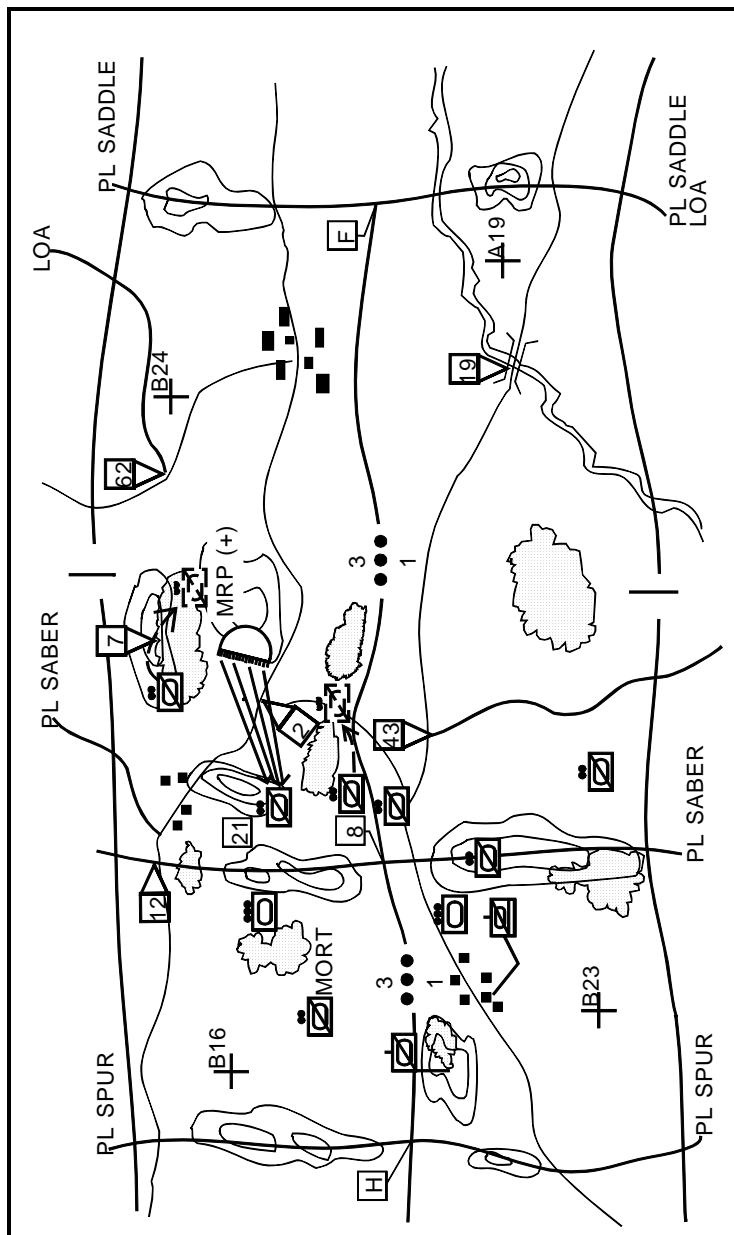 PL SADDLE
LOA
PL SADDLE
LOA
F
A19
B24
19
62
3
1
MRP (+)
7
PL SABER
2
43
21
8
12
PL SABER
MORT
3
1
B16
B23
PL SPUR
H
PL SPUR